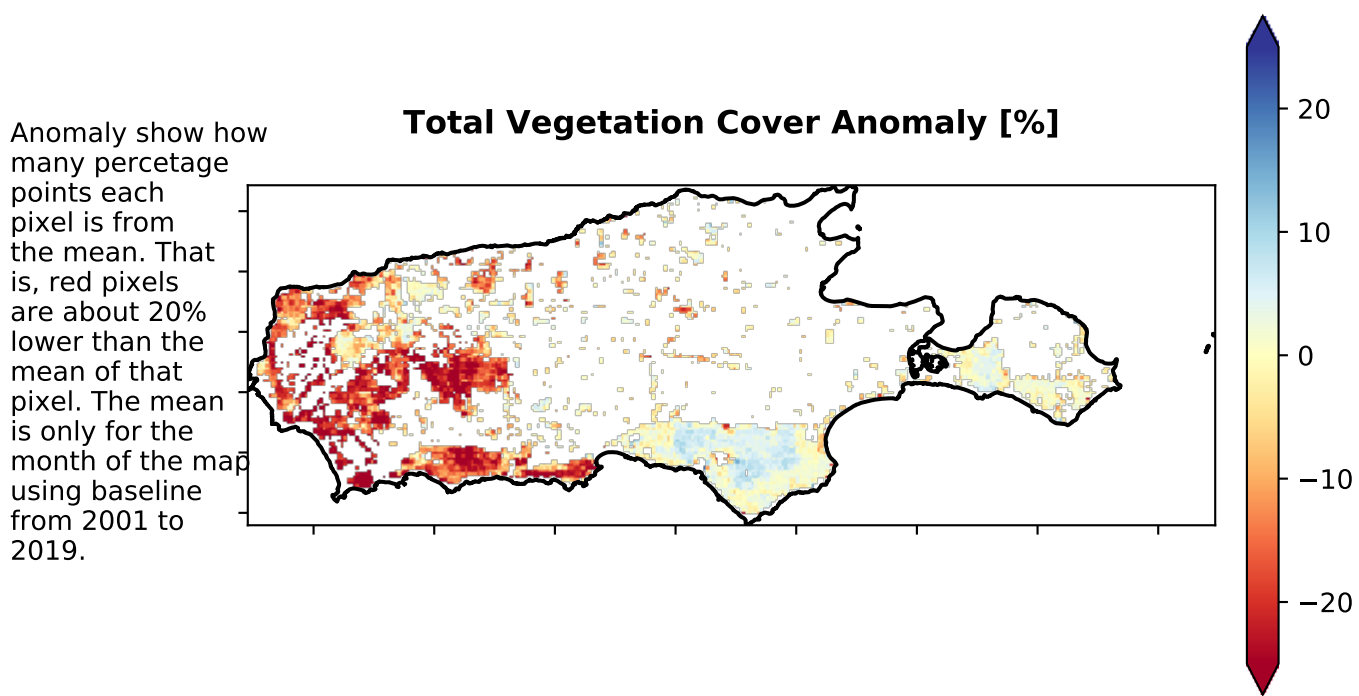 Total Vegetation Cover Anomaly [%]
Anomaly show how
many percetage
points each
pixel is from
the mean. That
is, red pixels
are about 20%
lower than the
mean of that
pixel. The mean
is only for the
month of the map
using baseline
from 2001 to
2019.
20
10
0
−10
−20